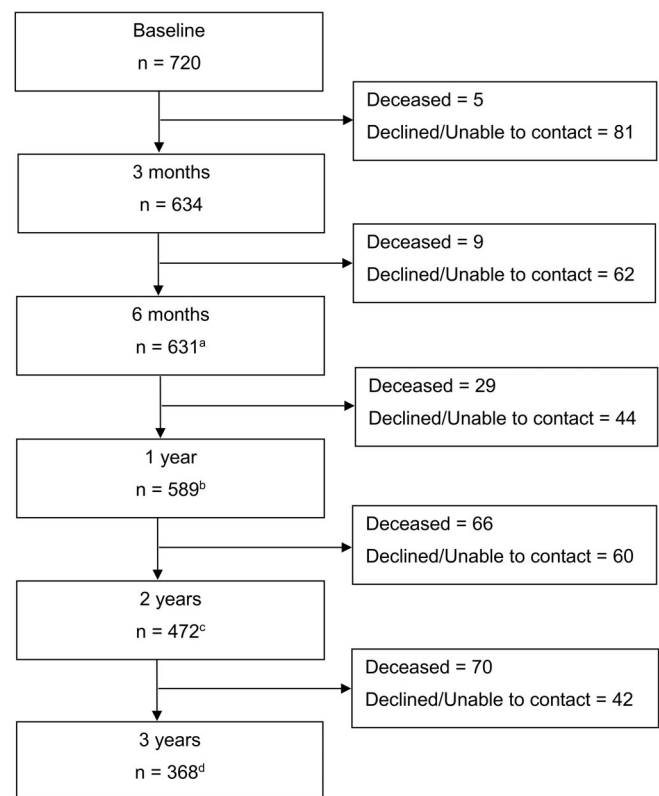 Baseline
n = 720
Deceased = 5
Declined/Unable to contact = 81
3 months
n = 634
Deceased = 9
Declined/Unable to contact = 62
6 months
n = 631ᵃ
Deceased = 29
Declined/Unable to contact = 44
1 year
n = 589ᵇ
Deceased = 66
Declined/Unable to contact = 60
2 years
n = 472ᶜ
Deceased = 70
Declined/Unable to contact = 42
3 years
n = 368ᵈ